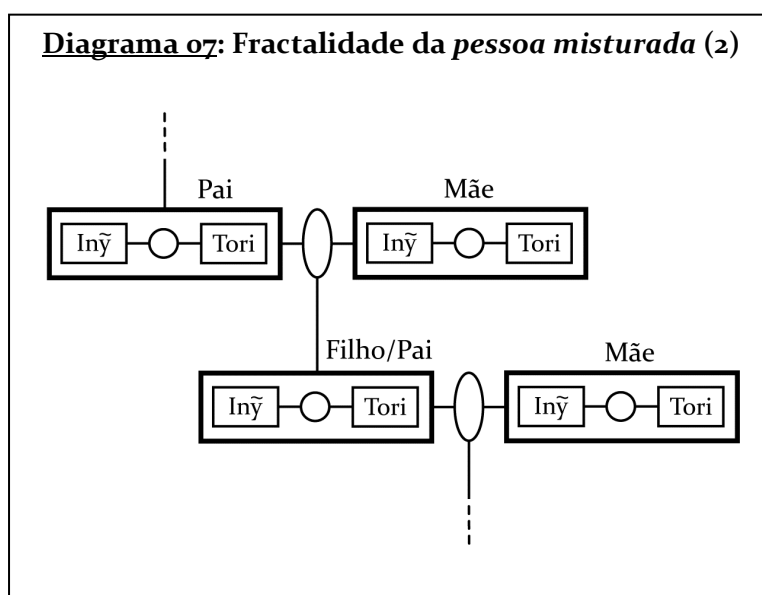 Diagrama 07: Fractalidade da pessoa misturada (2)
Pai Mãe
Inỹ Tori Inỹ Tori
Filho/Pai Mãe
Inỹ Tori Inỹ Tori